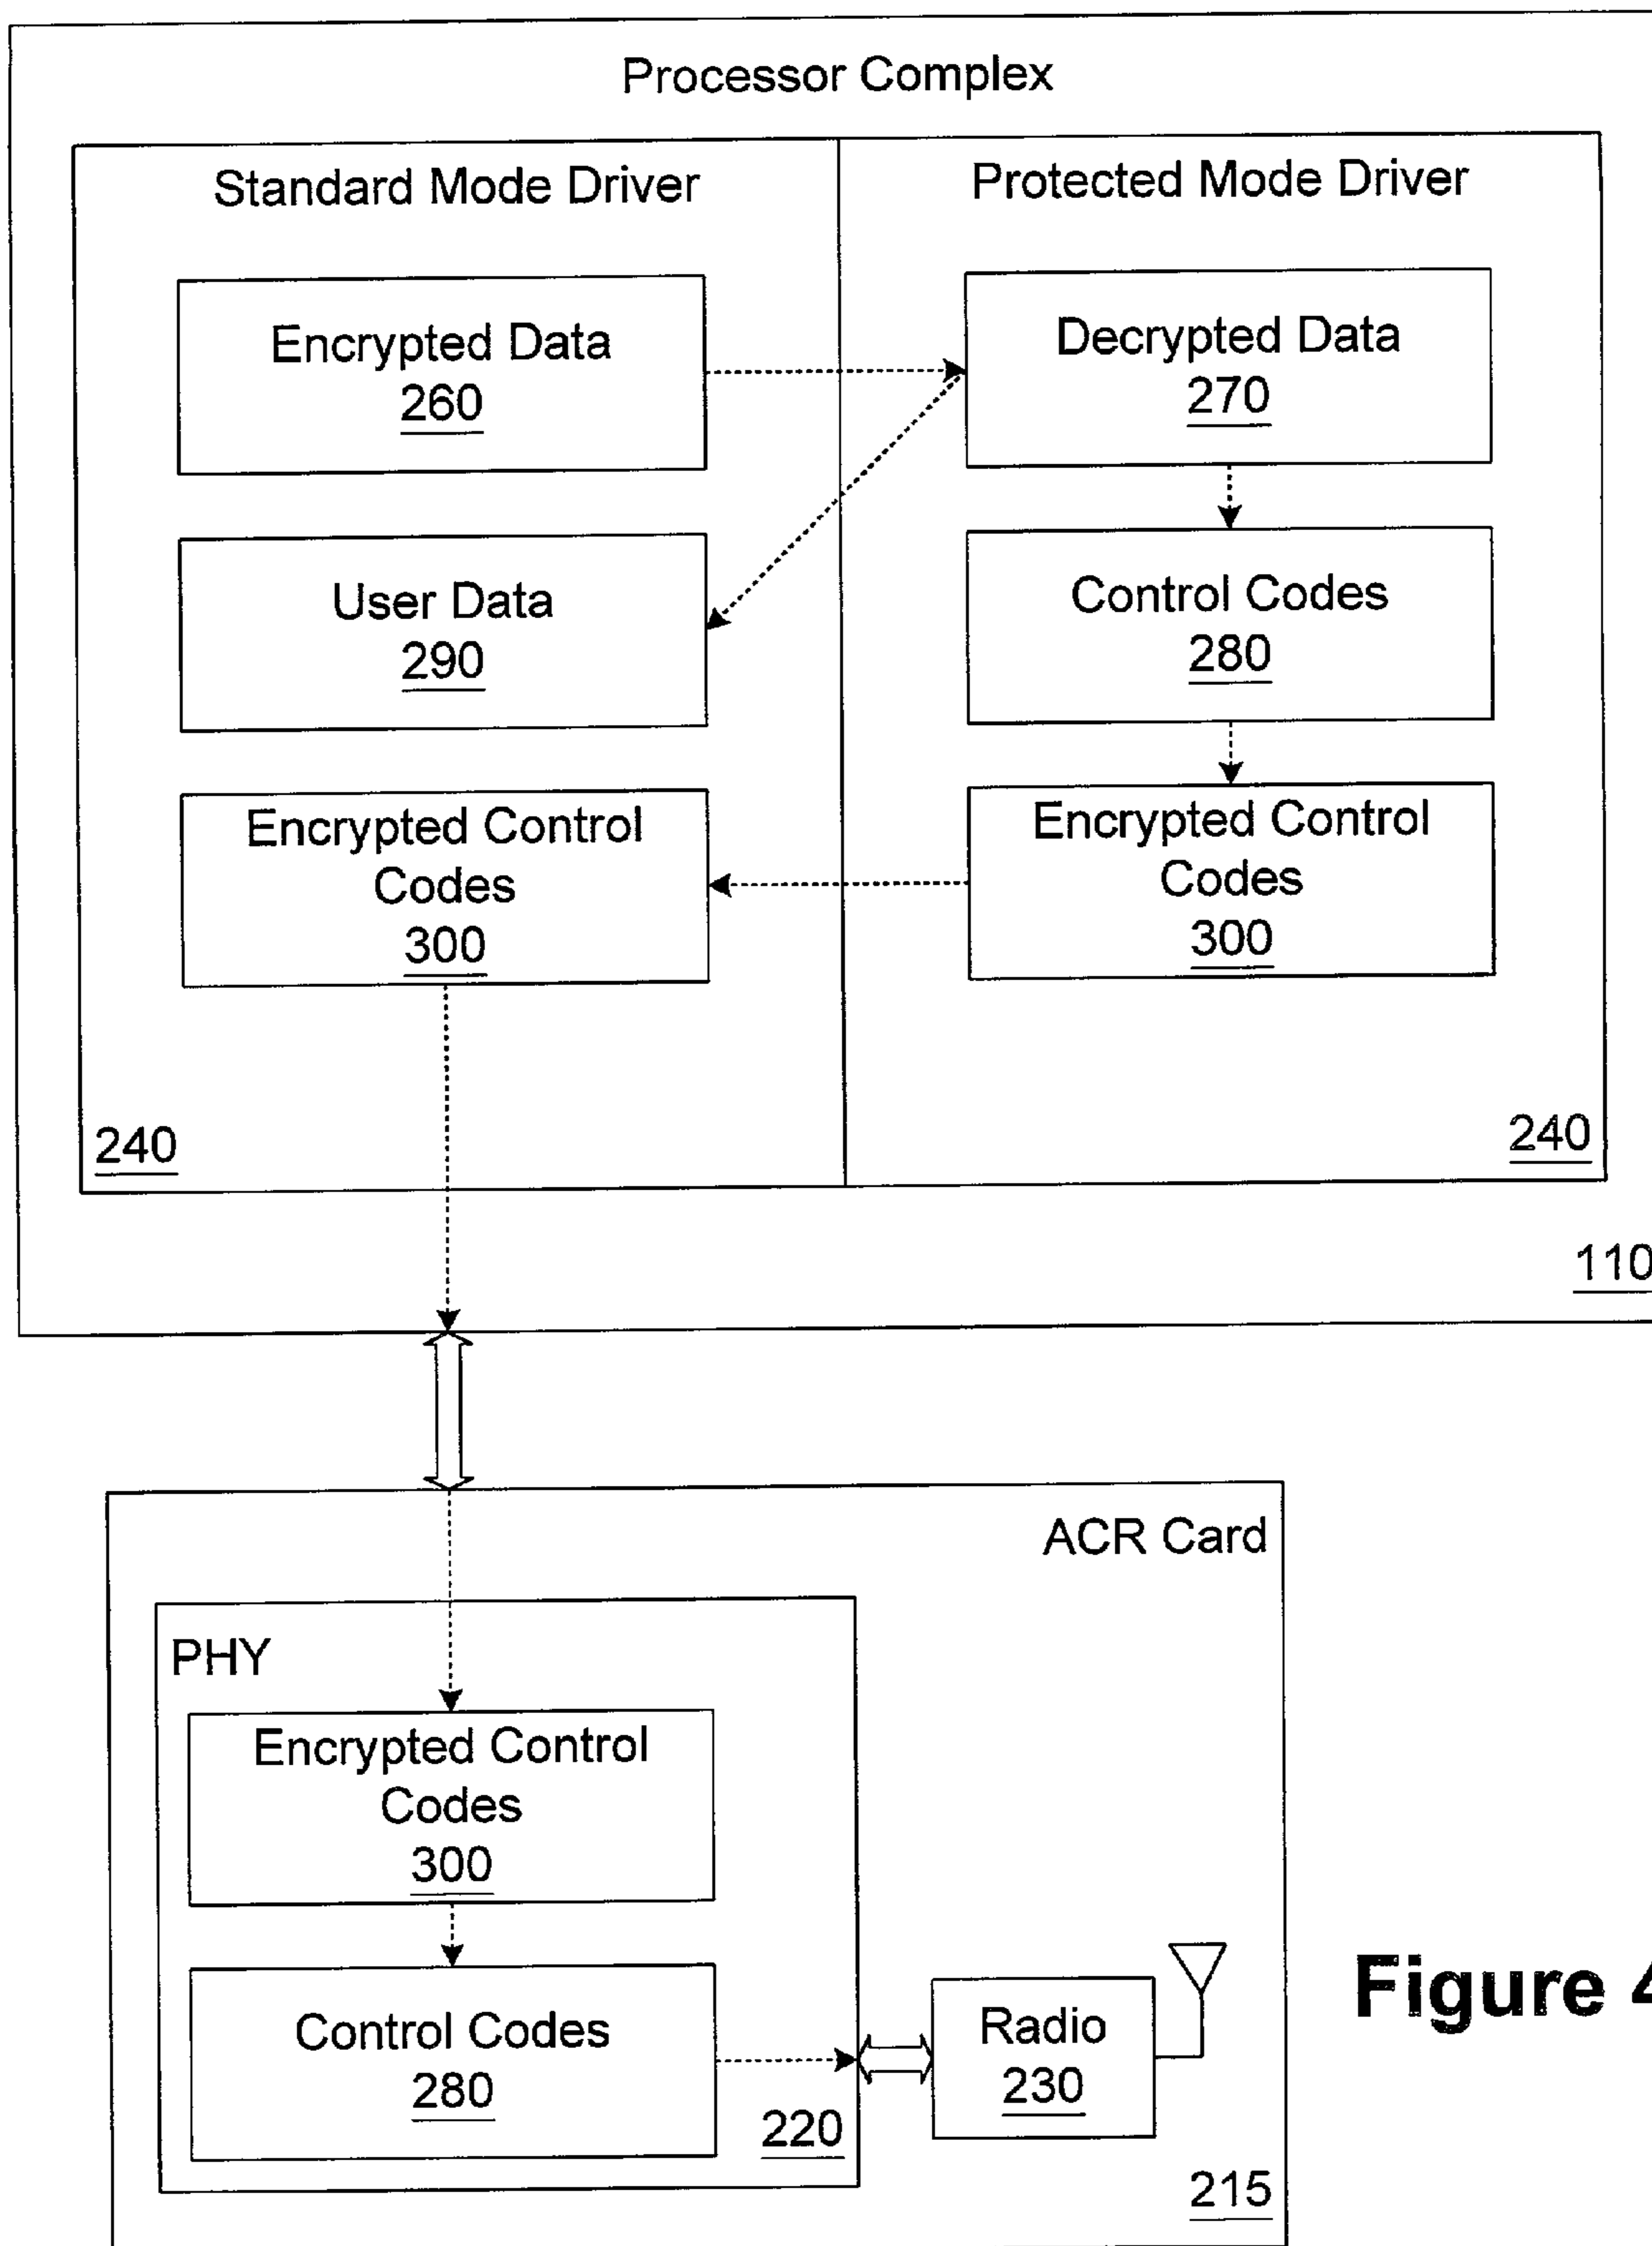 Processor Complex
Standard Mode Driver
Protected Mode Driver
Encrypted Data
260
Decrypted Data
270
User Data
290
Control Codes
280
Encrypted Control
Codes
300
Encrypted Control
Codes
300
240
240
110
ACR Card
PHY
Encrypted Control
Codes
300
Control Codes
280
220
Radio
230
215
Figure 4